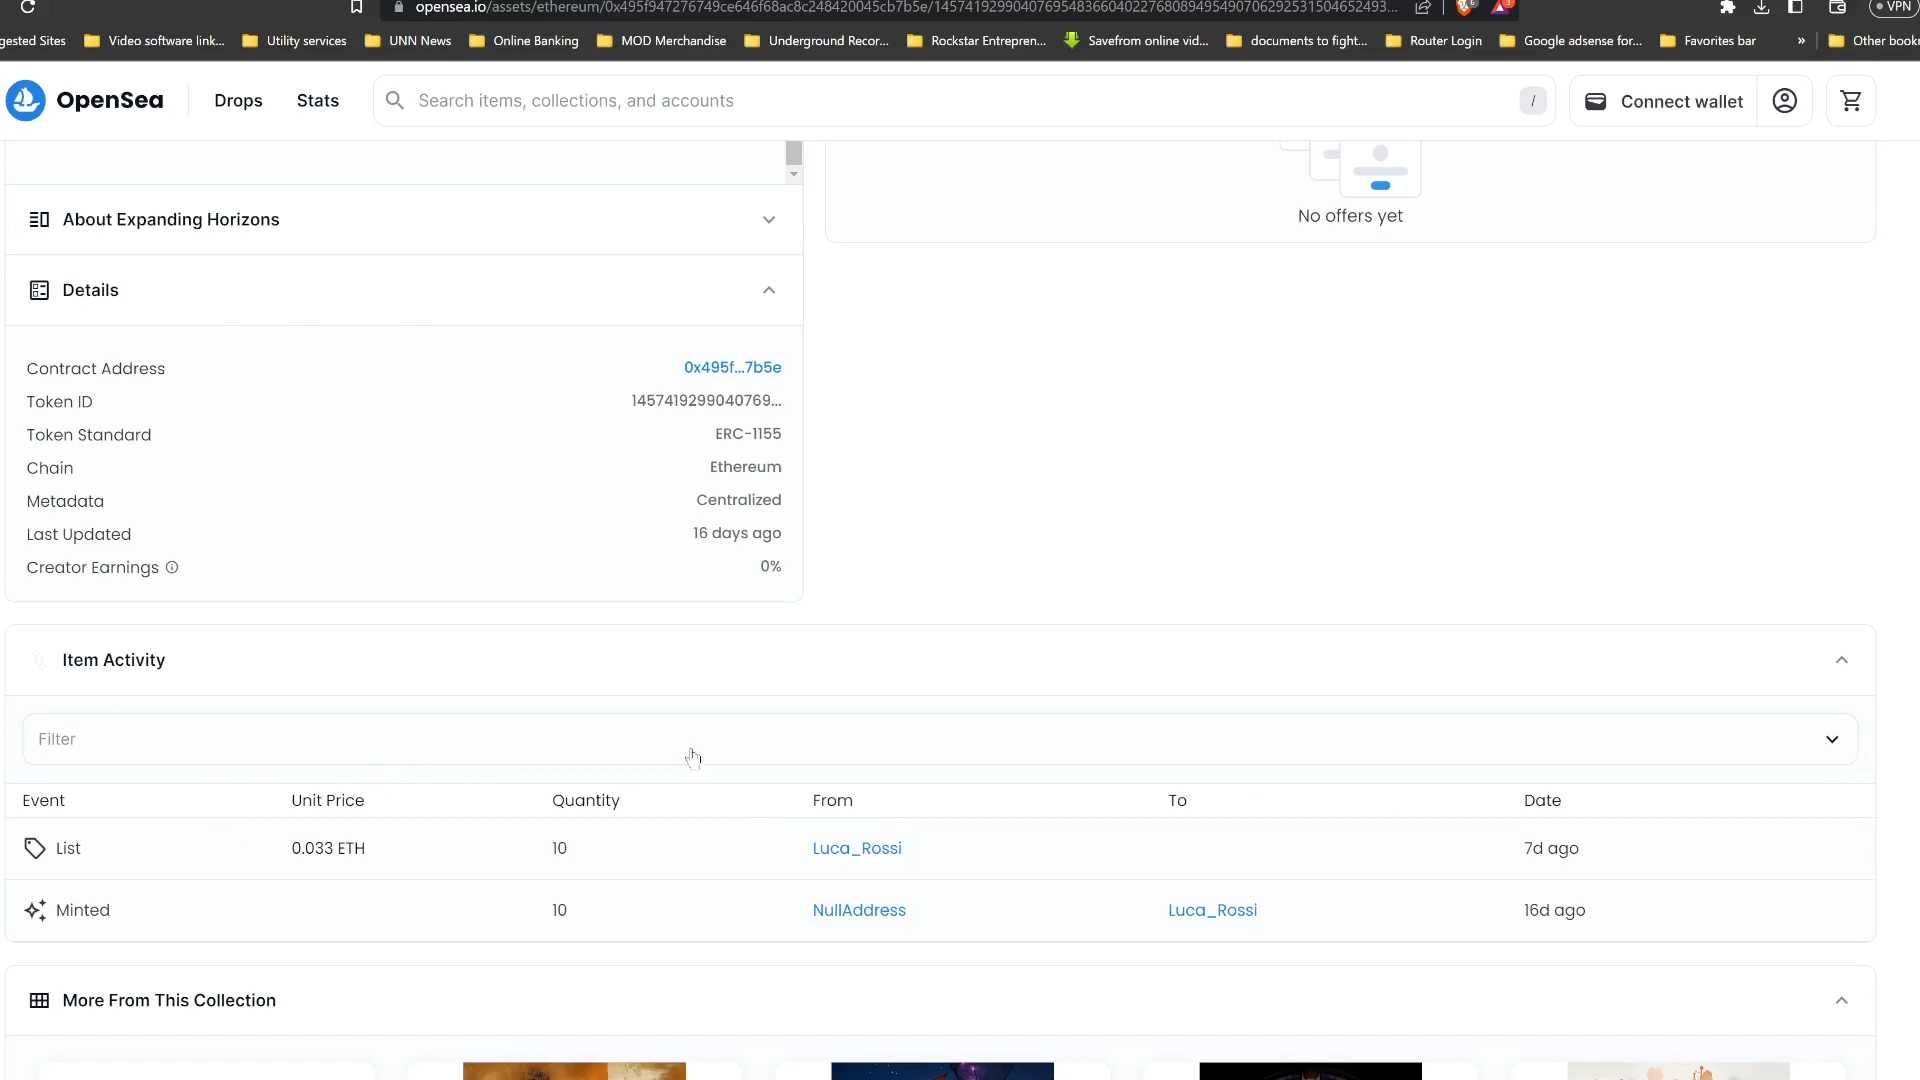 opensea.io/assets/ethereum/0x495f947276749ce646f68ac8c248420045cb7b5e/
VPN
gested Sites Video software link... Utility services UNN News Online Banking MOD Merchandise Underground Recor... Rockstar Entrepren... Savefrom online vid... documents to fight... Router Login Google adsense for... Favorites bar » Other book
OpenSea Drops Stats Search items, collections, and accounts / Connect wallet
No offers yet
About Expanding Horizons
Details
Contract Address 0x495f...7b5e
Token ID 1457419299040769...
Token Standard ERC-1155
Chain Ethereum
Metadata Centralized
Last Updated 16 days ago
Creator Earnings 0%
Item Activity
Filter
Event Unit Price Quantity From To Date
List 0.033 ETH 10 Luca_Rossi 7d ago
Minted 10 NullAddress Luca_Rossi 16d ago
More From This Collection